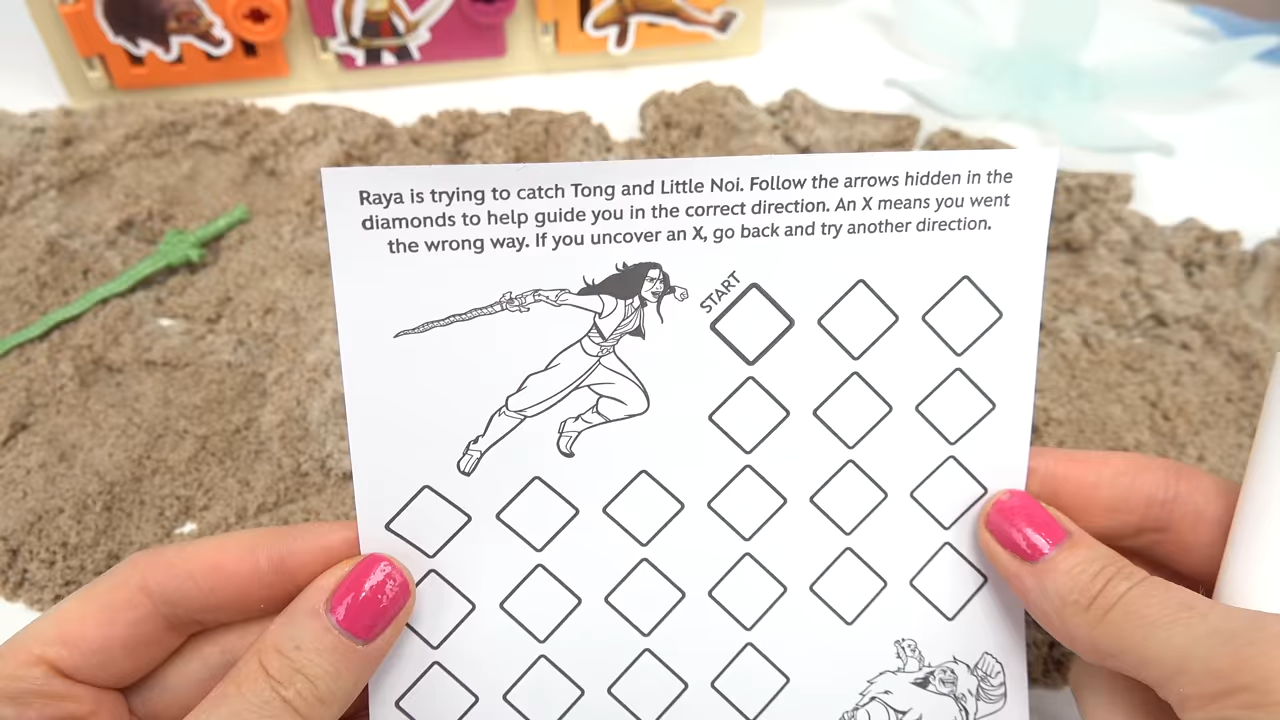 Raya is trying to catch Tong and Little Noi. Follow the arrows hidden in the
diamonds to help guide you in the correct direction. An X means you went
the wrong way. If you uncover an X, go back and try another direction.
START